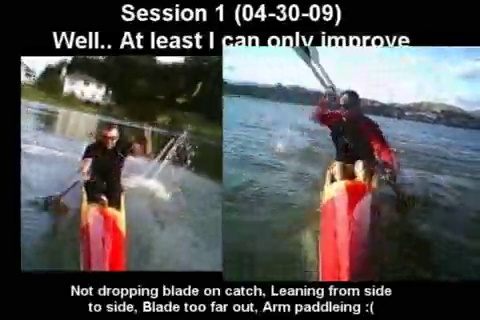 Session 1 (04-30-09)
Well.. At least I can only improve
Not dropping blade on catch, Leaning from side
to side, Blade too far out, Arm paddleing :(